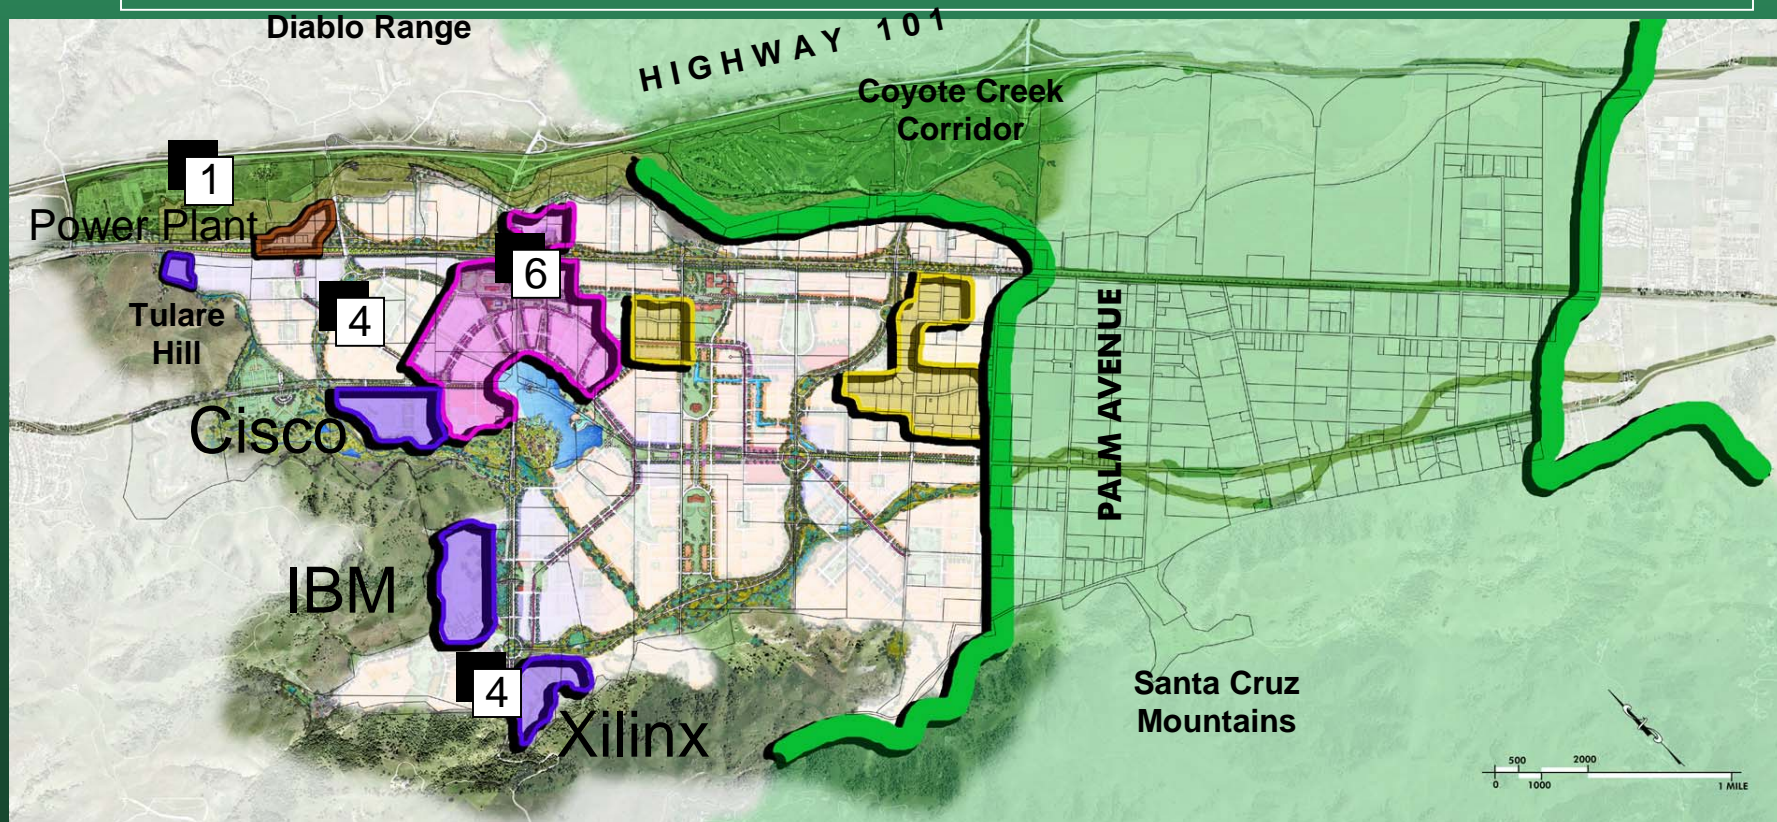 Diablo Range
HIGHWAY 101
Coyote Creek
Corridor
1
Power Plant
6
4
Tulare
Hill
PALM AVENUE
Cisco
IBM
4
Xilinx
Santa Cruz
Mountains
500 2000
0 1000 1 MILE